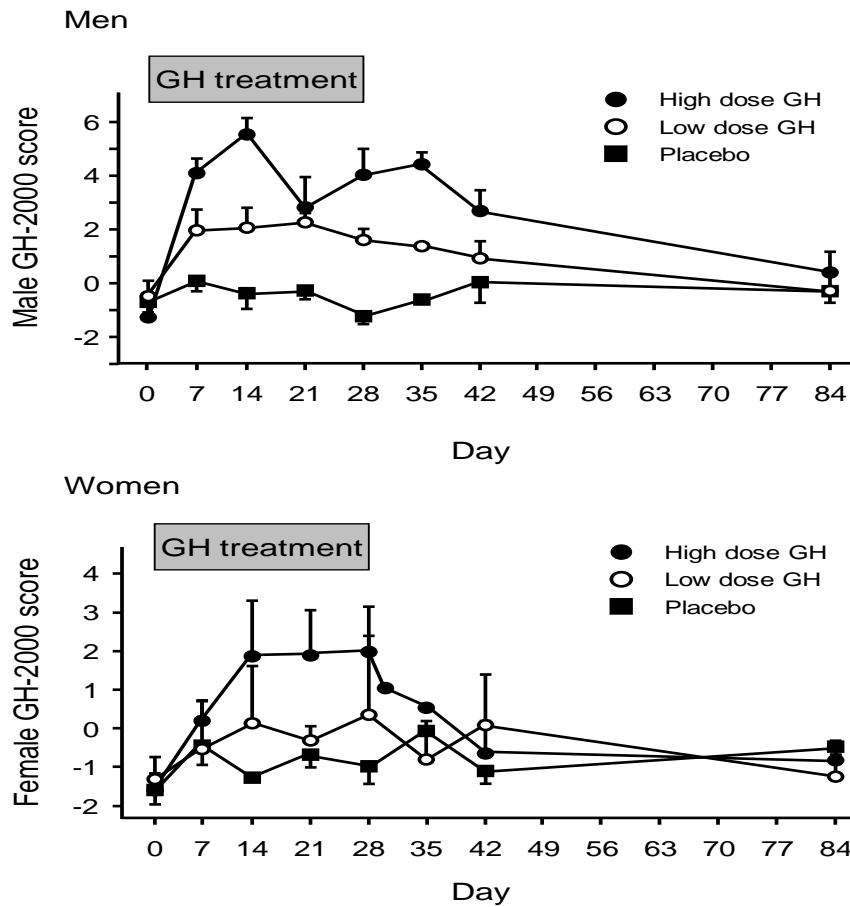 Men
GH treatment
High dose GH
Low dose GH
Placebo
Male GH-2000 score
6
4
2
0
-2
0 7 14 21 28 35 42 49 56 63 70 77 84
Day
Women
GH treatment
High dose GH
Low dose GH
Placebo
Female GH-2000 score
4
3
2
1
0
-1
-2
0 7 14 21 28 35 42 49 56 63 70 77 84
Day